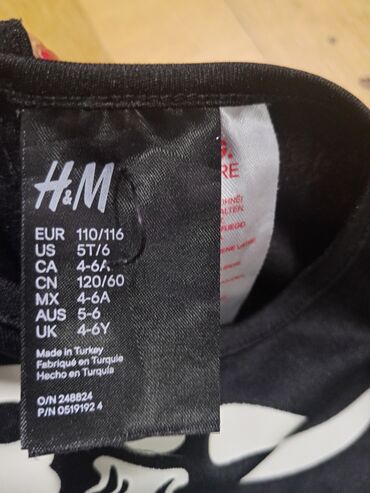 H&M
EUR 110/116
US 5T/6
CA 4-6A
CN 120/60
MX 4-6A
AUS 5-6
UK 4-6Y
Made in Turkey
Fabriqué en Turquie
Hecho en Turquía
O/N 248824
P/N 0519192 4
FUEGO